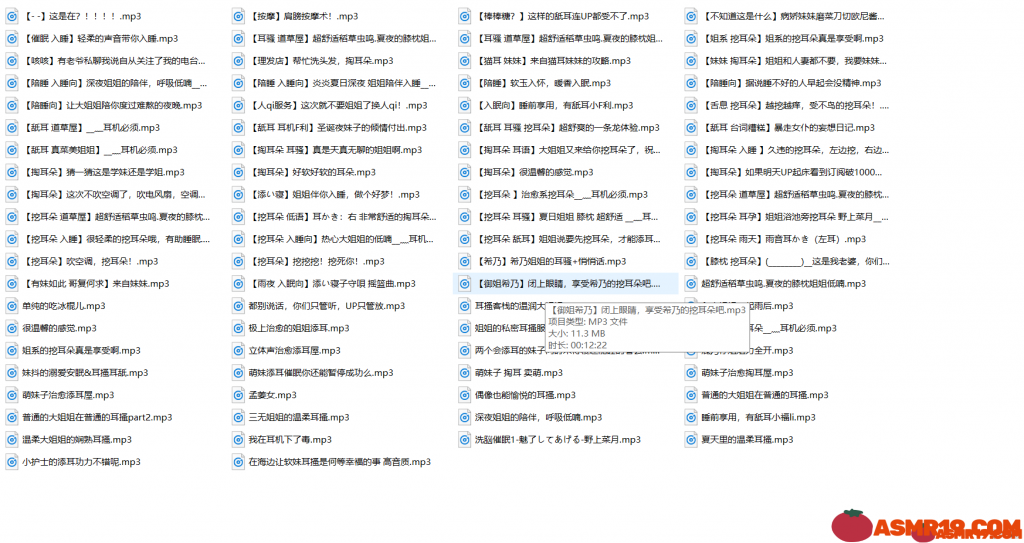 【- -】这是在？！！！！.mp3
【按摩】肩膀按摩术！.mp3
【棒棒糖？】这样的舐耳连UP都受不了.mp3
【不知道这是什么】病娇妹妹磨菜刀切欧尼酱...
【催眠 入睡】轻柔的声音带你入睡.mp3
【耳骚 道草屋】超舒适稻草虫鸣.夏夜的膝枕姐...
【耳骚 道草屋】超舒适稻草虫鸣.夏夜的膝枕姐...
【姐系 挖耳朵】姐系的挖耳朵真是享受啊.mp3
【咳咳】有老爷私聊我说自从关注了我的电台...
【理发店】帮忙洗头发，掏耳朵.mp3
【猫耳 妹妹】来自猫耳妹妹的攻略.mp3
【妹妹 掏耳朵】姐姐和人妻都不要，我要妹妹...
【陪睡 入睡向】深夜姐姐的陪伴，呼吸低喃_...
【陪睡 入睡向】炎炎夏日深夜 姐姐陪伴入睡_...
【陪睡】软玉入怀，暖香入眠.mp3
【陪睡向】据说睡不好的人早起会没精神.mp3
【陪睡向】让大姐姐陪你度过难熬的夜晚.mp3
【人qi服务】这次就不要姐姐了换人qi！.mp3
【入眠向】睡前享用，有舐耳小F利.mp3
【舌息 挖耳朵】越挖越痒，受不鸟的挖耳朵！...
【舐耳 道草屋】__耳机必须.mp3
【舐耳 耳机F利】圣诞夜妹子的倾情付出.mp3
【舐耳 耳骚 挖耳朵】超舒爽的一条龙体验.mp3
【舐耳 台词糟糕】暴走女仆的妄想日记.mp3
【舐耳 真菜美姐姐】__耳机必须.mp3
【掏耳朵 耳骚】真是天真无聊的姐姐啊.mp3
【掏耳朵 耳语】大姐姐又来给你挖耳朵了，祝...
【掏耳朵 入睡 】久违的挖耳朵，左边挖，右边...
【掏耳朵】猜一猜这是学妹还是学姐.mp3
【掏耳朵】好软好软的耳朵.mp3
【掏耳朵】很温馨的感觉.mp3
【掏耳朵】如果明天UP起床看到订阅破1000...
【掏耳朵】这次不吹空调了，吹电风扇，空调...
【添い寝】姐姐伴你入睡，做个好梦！.mp3
【挖耳朵 】治愈系挖耳朵__耳机必须.mp3
【挖耳朵 道草屋】超舒适稻草虫鸣.夏夜的膝枕...
【挖耳朵 道草屋】超舒适稻草虫鸣.夏夜的膝枕...
【挖耳朵 低语】耳かき：右 非常舒适的掏耳朵...
【挖耳朵 耳骚】夏日姐姐 膝枕 超舒适 __耳...
【挖耳朵 耳孕】姐姐浴池旁挖耳朵 野上菜月_...
【挖耳朵 入睡】很轻柔的挖耳朵哦，有助睡眠....
【挖耳朵 入睡向】热心大姐姐的低喃__耳机...
【挖耳朵 舐耳】姐姐说要先挖耳朵，才能添耳...
【挖耳朵 雨天】雨音耳かき（左耳）.mp3
【挖耳朵】吹空调，挖耳朵！.mp3
【挖耳朵】挖挖挖！挖死你！.mp3
【希乃】希乃姐姐的耳骚+悄悄话.mp3
【膝枕 挖耳朵】(________)__这是我老婆，你们...
【有妹如此 哥复何求】来自妹妹.mp3
【雨夜 入眠向】添い寝子守唄 摇篮曲.mp3
【御姐希乃】闭上眼睛，享受希乃的挖耳朵吧....
超舒适稻草虫鸣.夏夜的膝枕姐姐低喃.mp3
单纯的吃冰棍儿.mp3
都别说话，你们只管听，UP只管放.mp3
耳搔客栈的温润大
起雨后.mp3
【御姐希乃】闭上眼睛，享受希乃的挖耳朵吧.mp3
项目类型: MP3 文件
大小: 11.3 MB
时长: 00:12:22
很温馨的感觉.mp3
极上治愈的姐姐添耳.mp3
姐姐的私密耳搔服
耳朵__耳机必须.mp3
姐系的挖耳朵真是享受啊.mp3
立体声治愈添耳屋.mp3
两个会添耳的妹子
力全开.mp3
妹抖的溺爱安眠&耳搔耳舐.mp3
萌妹添耳催眠你还能暂停成功么.mp3
萌妹子 掏耳 卖萌.mp3
萌妹子治愈掏耳屋.mp3
萌妹子治愈添耳屋.mp3
孟姜女.mp3
偶像也能愉悦的耳搔.mp3
普通的大姐姐在普通的耳搔.mp3
普通的大姐姐在普通的耳搔part2.mp3
三无姐姐的温柔耳搔.mp3
深夜姐姐的陪伴，呼吸低喃.mp3
睡前享用，有舐耳小福li.mp3
温柔大姐姐的娴熟耳搔.mp3
我在耳机下了毒.mp3
洗脑催眠1-魅了してあげる-野上菜月.mp3
夏天里的温柔耳搔.mp3
小护士的添耳功力不错呢.mp3
在海边让软妹耳搔是何等幸福的事 高音质.mp3
ASMR18.COM
ASMR17.COM